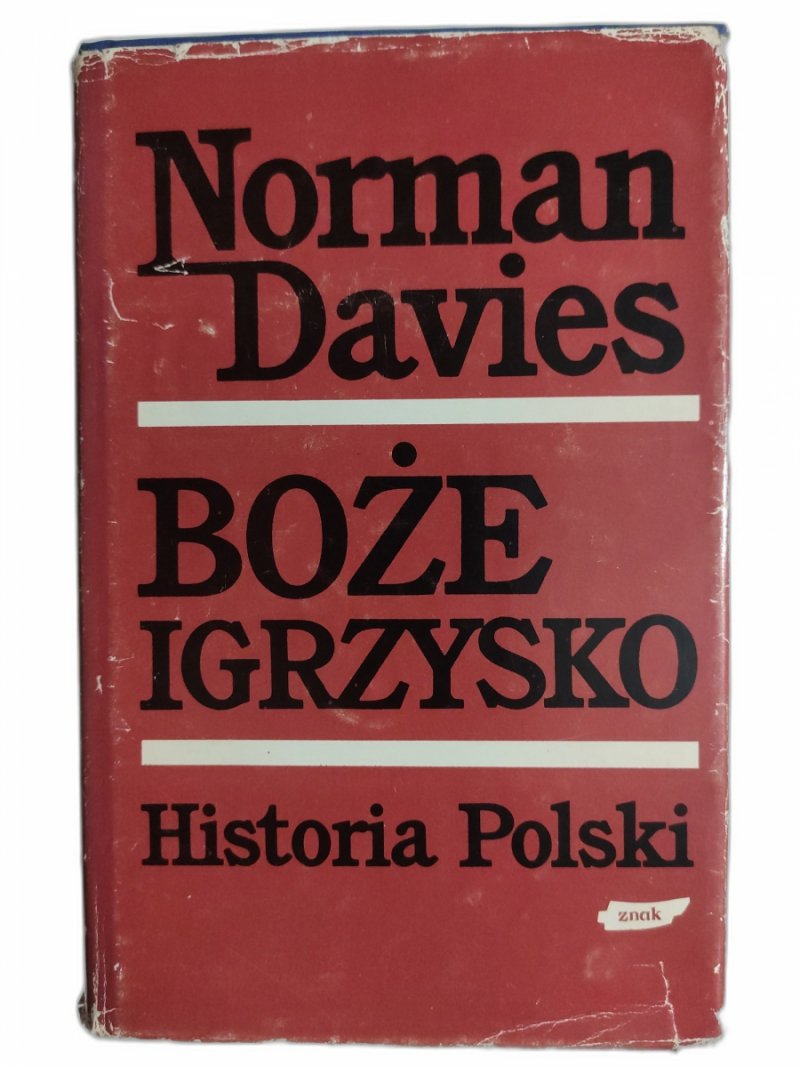 Norman
Davies
BOŻE
IGRZYSKO
Historia Polski
znak